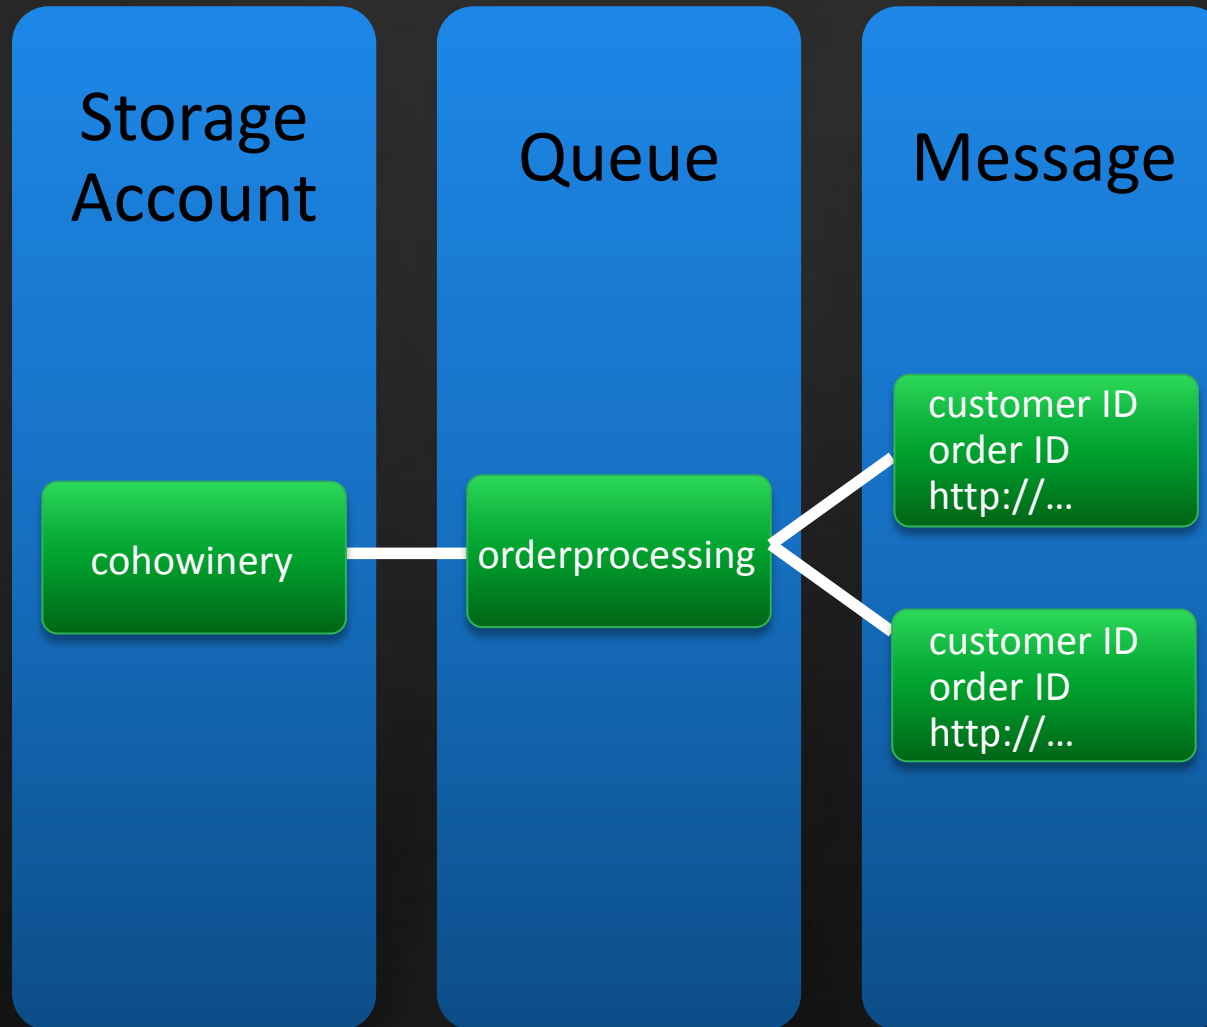 Storage
Account
Queue
Message
cohowinery
orderprocessing
customer ID
order ID
http://...
customer ID
order ID
http://...